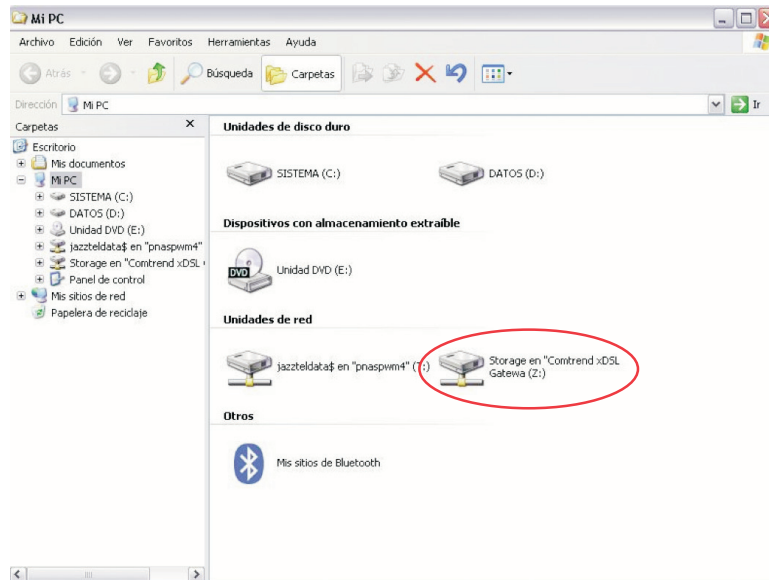 Mi PC
Archivo Edición Ver Favoritos Herramientas Ayuda
Atrás Búsqueda Carpetas
Dirección Mi PC Ir
Carpetas
Escritorio
Mis documentos
Mi PC
SISTEMA (C:)
DATOS (D:)
Unidad DVD (E:)
jazzteldata$ en "pnaspwm4"
Storage en "Comtrend xDSL
Panel de control
Mis sitios de red
Papelera de reciclaje
Unidades de disco duro
SISTEMA (C:) DATOS (D:)
Dispositivos con almacenamiento extraíble
DVD
Unidad DVD (E:)
Unidades de red
jazzteldata$ en "pnaspwm4" (T:)
Storage en "Comtrend xDSL
Gatewa (Z:)
Otros
Mis sitios de Bluetooth